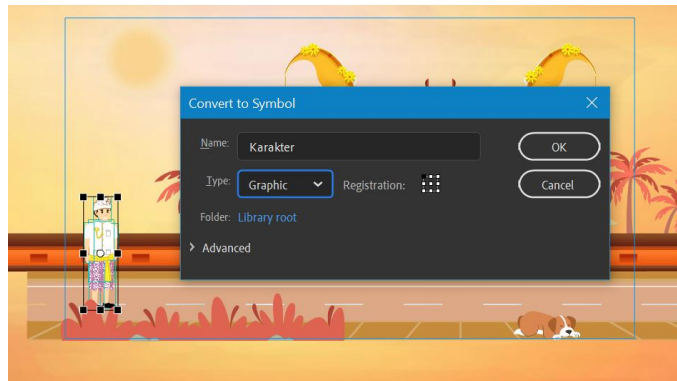 Convert to Symbol
Name: Karakter
OK
Type: Graphic
Registration:
Cancel
Folder: Library root
Advanced